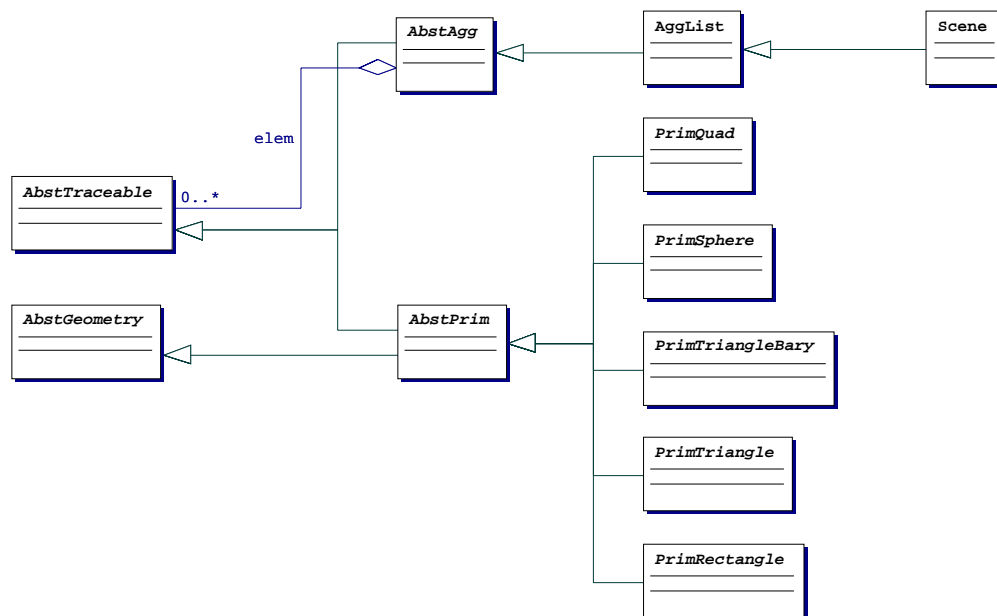 AbstAgg
AggList
Scene
elem
PrimQuad
AbstTraceable
0..*
PrimSphere
AbstGeometry
AbstPrim
PrimTriangleBary
PrimTriangle
PrimRectangle